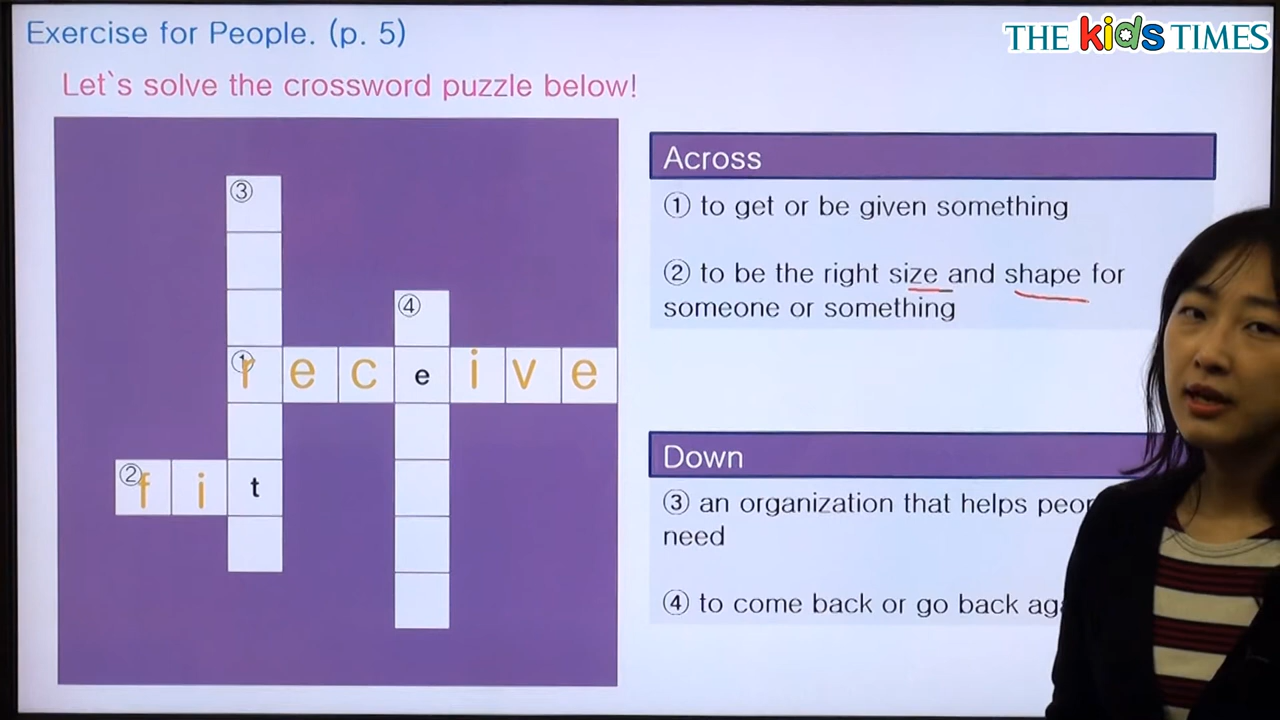 Exercise for People. (p. 5)
THE kids TIMES
Let`s solve the crossword puzzle below!
③
④
① r e c e i v e
② f i t
Across
① to get or be given something
② to be the right size and shape for
someone or something
Down
③ an organization that helps
need
④ to come back or go back